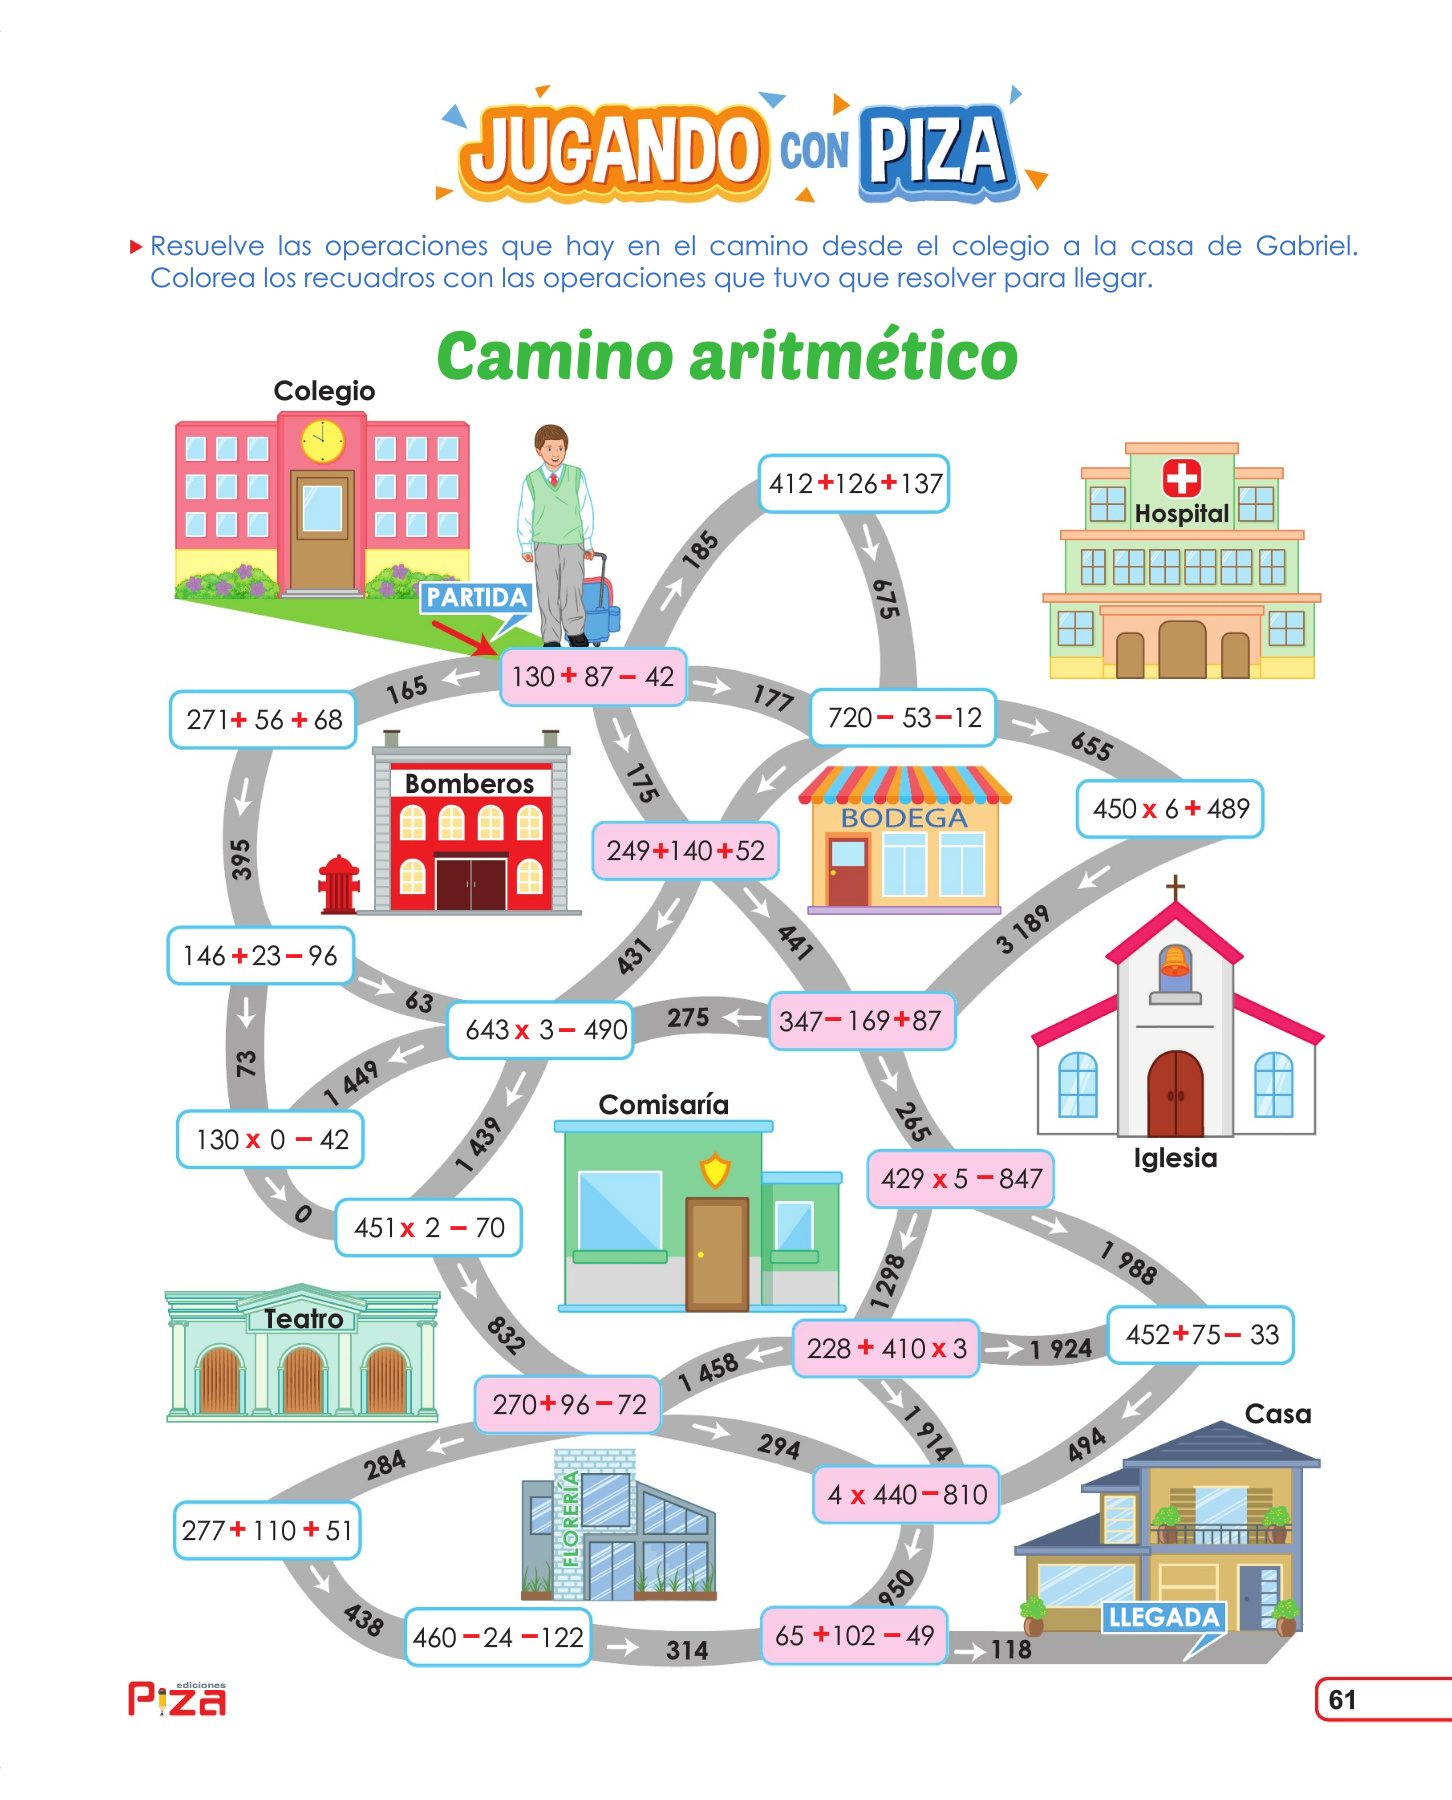 JUGANDO CON PIZA
Resuelve las operaciones que hay en el camino desde el colegio a la casa de Gabriel.
Colorea los recuadros con las operaciones que tuvo que resolver para llegar.
Camino aritmético
Colegio
412 + 126 + 137
Hospital
185
PARTIDA
675
130 + 87 – 42
165
177
271 + 56 + 68
720 – 53 – 12
655
Bomberos
175
450 x 6 + 489
BODEGA
249 + 140 + 52
395
3 189
441
431
146 + 23 – 96
63
275
347 – 169 + 87
643 x 3 – 490
73
1 449
Comisaría
265
1 439
130 x 0 – 42
Iglesia
429 x 5 – 847
0
451 x 2 – 70
1 988
1298
Teatro
832
452 + 75 – 33
228 + 410 x 3
1 924
1 458
270 + 96 – 72
Casa
1 914
294
494
284
4 x 440 – 810
FLORERÍA
277 + 110 + 51
950
438
LLEGADA
460 – 24 – 122
314
65 + 102 – 49
118
ediciones
Piza
61